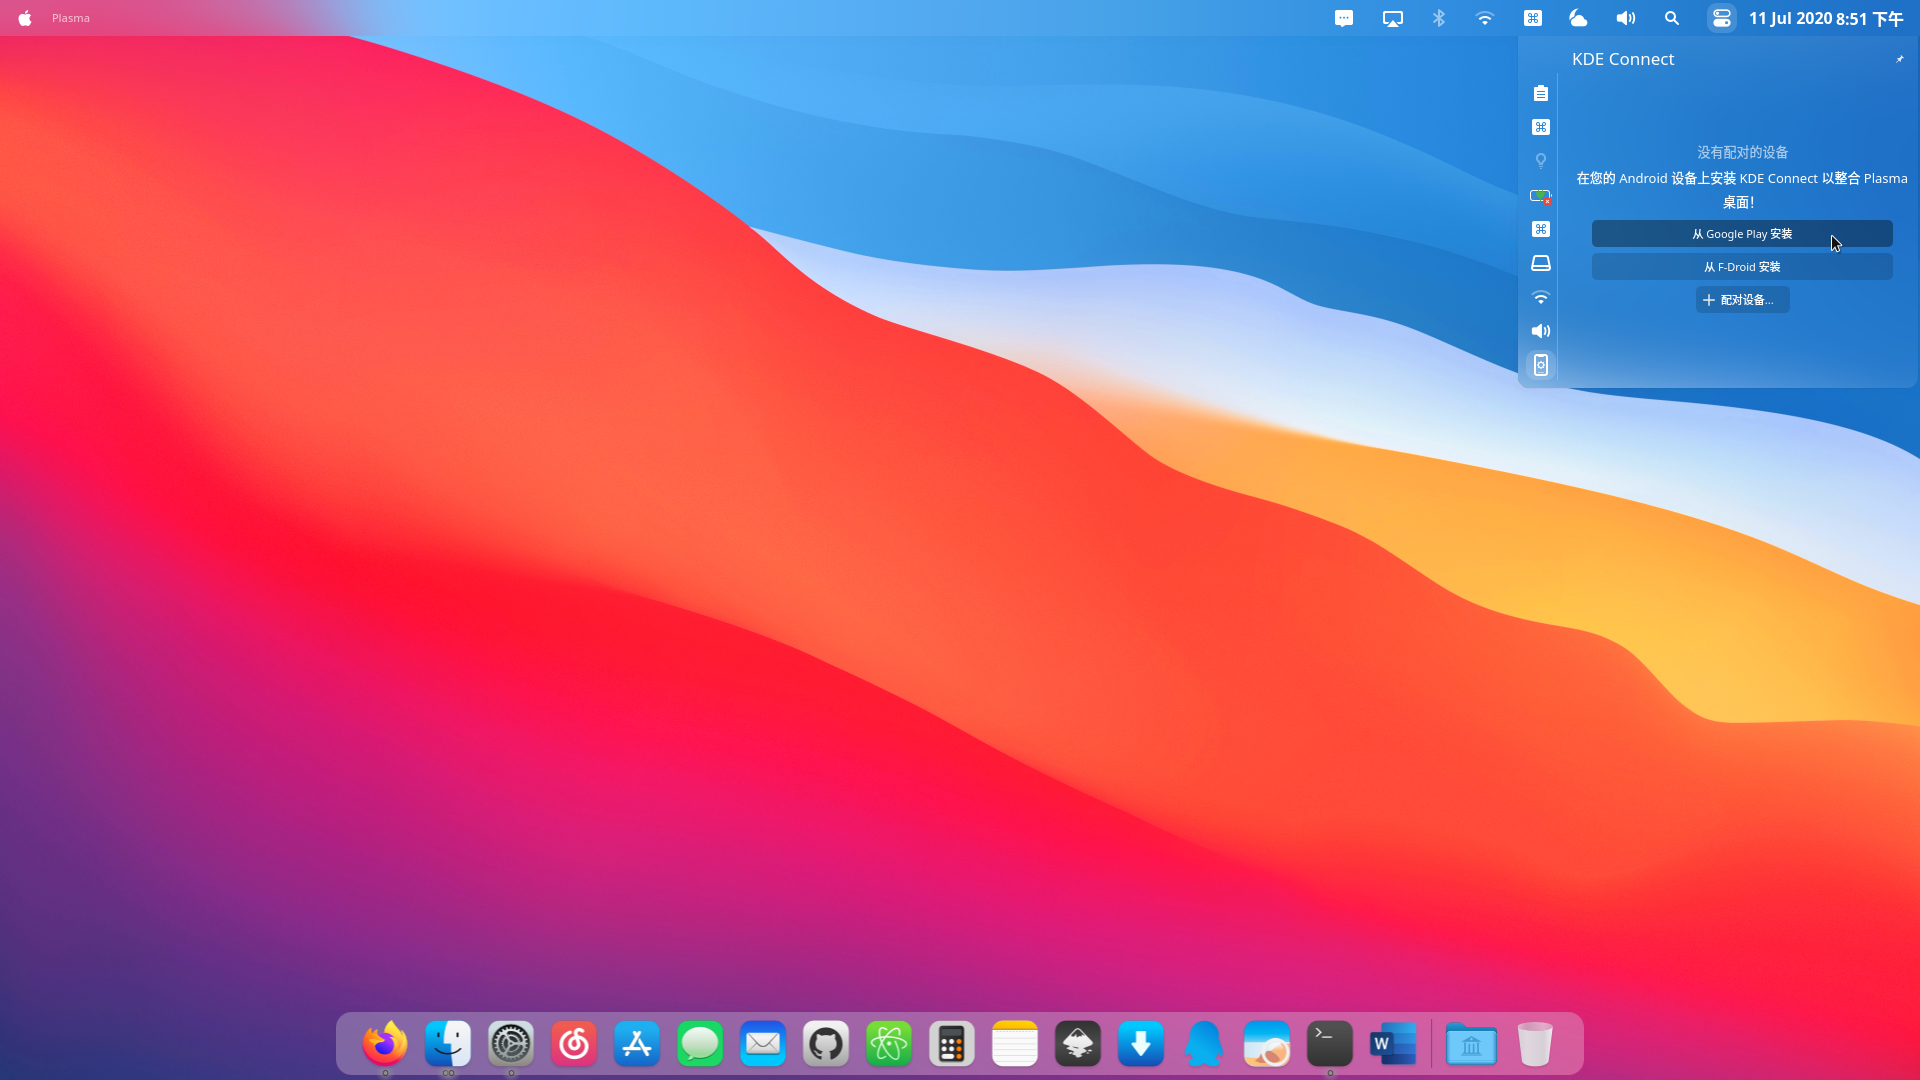 Plasma
11 Jul 2020 8:51 下午
KDE Connect
没有配对的设备
在您的 Android 设备上安装 KDE Connect 以整合 Plasma
桌面!
从 Google Play 安装
从 F-Droid 安装
配对设备...
>_
W